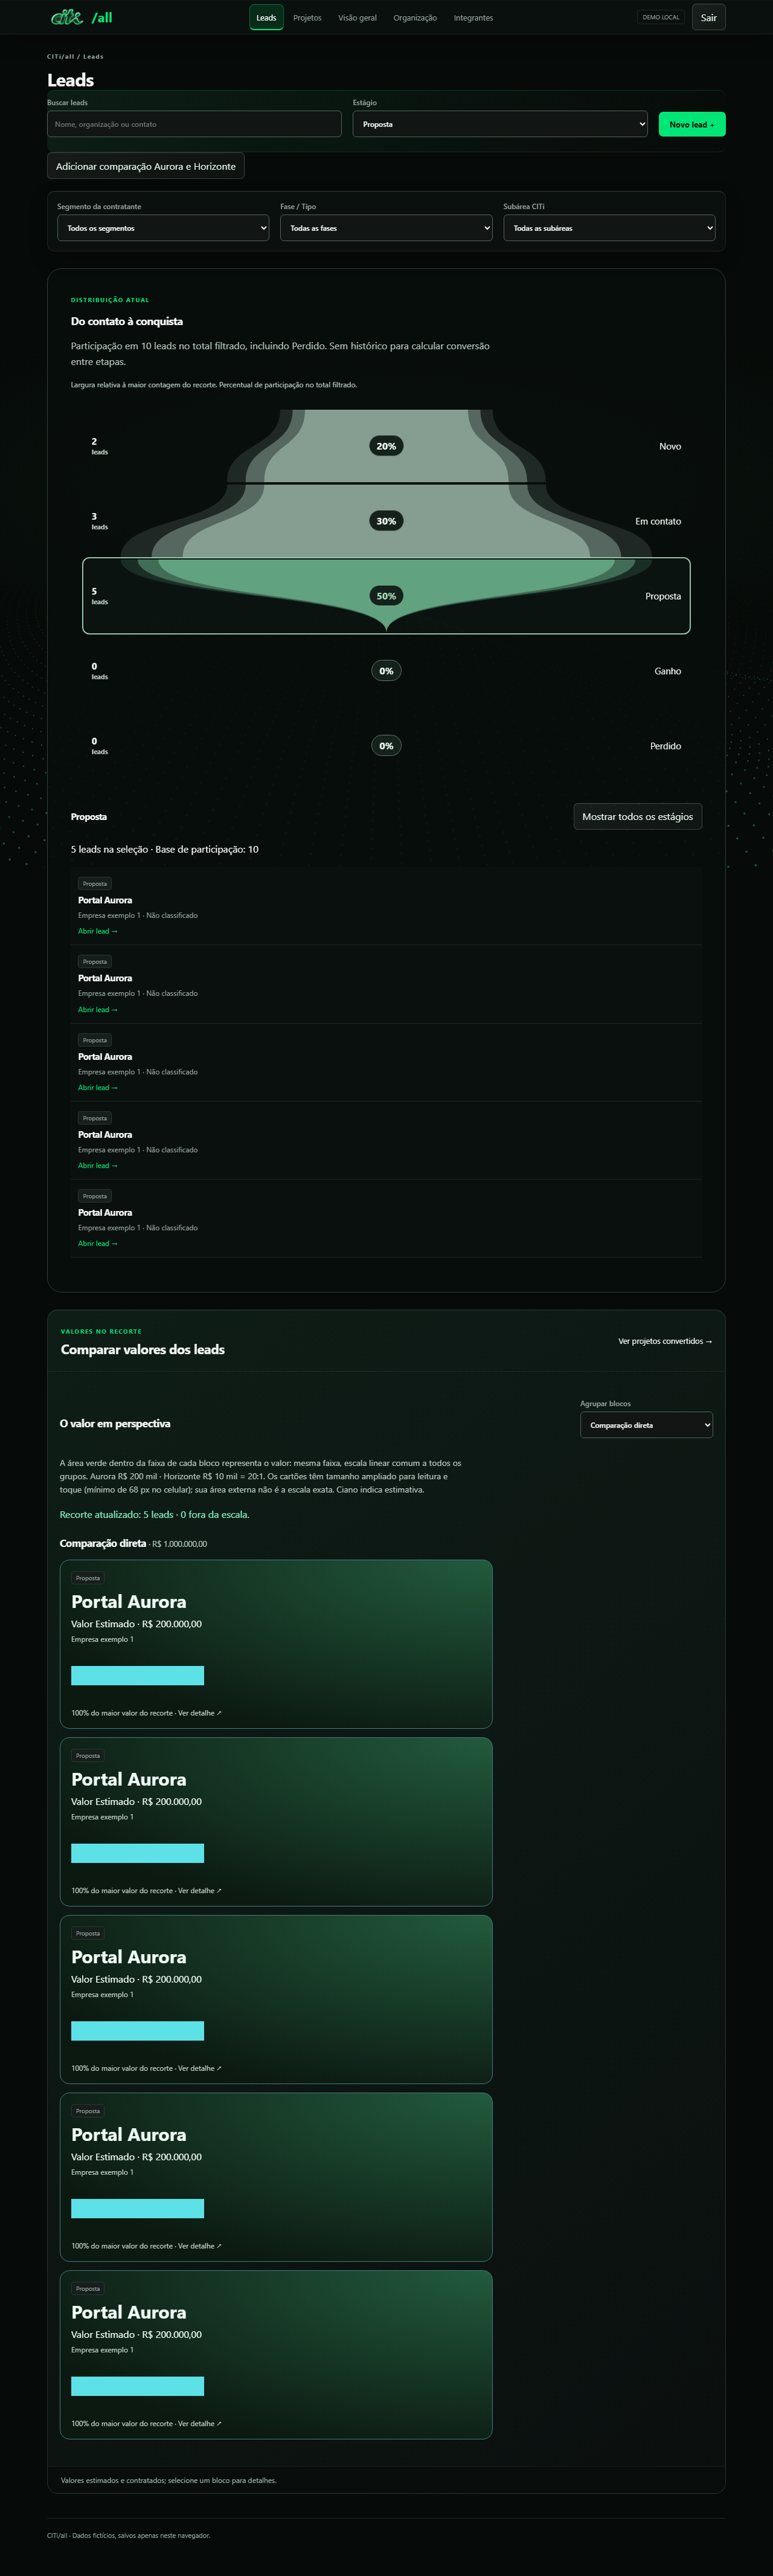 citi /all
Leads
Projetos
Visão geral
Organização
Integrantes
DEMO LOCAL
Sair
CITi/all / Leads
Leads
Buscar leads
Nome, organização ou contato
Estágio
Proposta
Novo lead +
Adicionar comparação Aurora e Horizonte
Segmento da contratante
Todos os segmentos
Fase / Tipo
Todas as fases
Subárea CITi
Todas as subáreas
DISTRIBUIÇÃO ATUAL
Do contato à conquista
Participação em 10 leads no total filtrado, incluindo Perdido. Sem histórico para calcular conversão
entre etapas.
Largura relativa à maior contagem do recorte. Percentual de participação no total filtrado.
2
leads
20%
Novo
3
leads
30%
Em contato
5
leads
50%
Proposta
0
leads
0%
Ganho
0
leads
0%
Perdido
Proposta
Mostrar todos os estágios
5 leads na seleção · Base de participação: 10
Proposta
Portal Aurora
Empresa exemplo 1 · Não classificado
Abrir lead →
Proposta
Portal Aurora
Empresa exemplo 1 · Não classificado
Abrir lead →
Proposta
Portal Aurora
Empresa exemplo 1 · Não classificado
Abrir lead →
Proposta
Portal Aurora
Empresa exemplo 1 · Não classificado
Abrir lead →
Proposta
Portal Aurora
Empresa exemplo 1 · Não classificado
Abrir lead →
VALORES NO RECORTE
Comparar valores dos leads
Ver projetos convertidos →
O valor em perspectiva
Agrupar blocos
Comparação direta
A área verde dentro da faixa de cada bloco representa o valor: mesma faixa, escala linear comum a todos os
grupos. Aurora R$ 200 mil · Horizonte R$ 10 mil = 20:1. Os cartões têm tamanho ampliado para leitura e
toque (mínimo de 68 px no celular); sua área externa não é a escala exata. Ciano indica estimativa.
Recorte atualizado: 5 leads · 0 fora da escala.
Comparação direta · R$ 1.000.000,00
Proposta
Portal Aurora
Valor Estimado · R$ 200.000,00
Empresa exemplo 1
100% do maior valor do recorte · Ver detalhe ↗
Proposta
Portal Aurora
Valor Estimado · R$ 200.000,00
Empresa exemplo 1
100% do maior valor do recorte · Ver detalhe ↗
Proposta
Portal Aurora
Valor Estimado · R$ 200.000,00
Empresa exemplo 1
100% do maior valor do recorte · Ver detalhe ↗
Proposta
Portal Aurora
Valor Estimado · R$ 200.000,00
Empresa exemplo 1
100% do maior valor do recorte · Ver detalhe ↗
Proposta
Portal Aurora
Valor Estimado · R$ 200.000,00
Empresa exemplo 1
100% do maior valor do recorte · Ver detalhe ↗
Valores estimados e contratados; selecione um bloco para detalhes.
CITi/all · Dados fictícios, salvos apenas neste navegador.